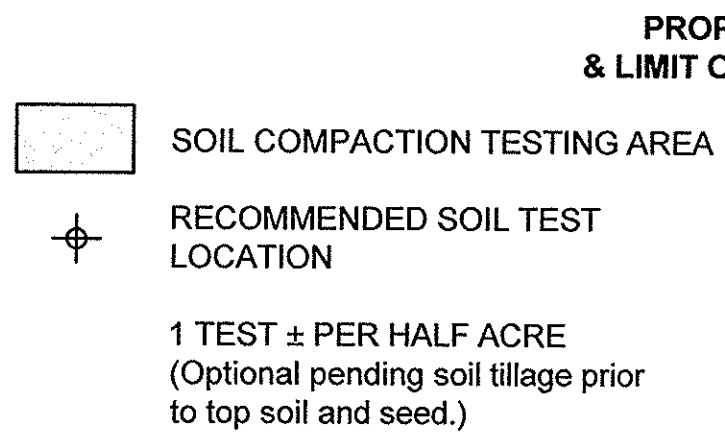 & LIMIT
SOIL COMPACTION TESTING AREA
RECOMMENDED SOIL TEST
LOCATION
1 TEST ± PER HALF ACRE
(Optional pending soil tillage prior
to top soil and seed.)